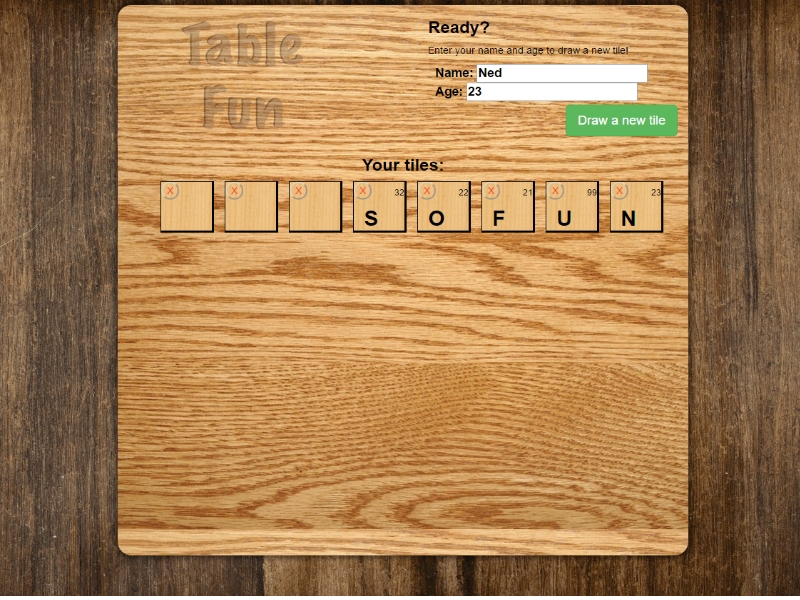 Table
Fun
Ready?
Enter your name and age to draw a new tile!
Name: Ned
Age: 23
Draw a new tile
Your tiles:
X X X X 32 X 22 X 21 X 99 X 23
S O F U N